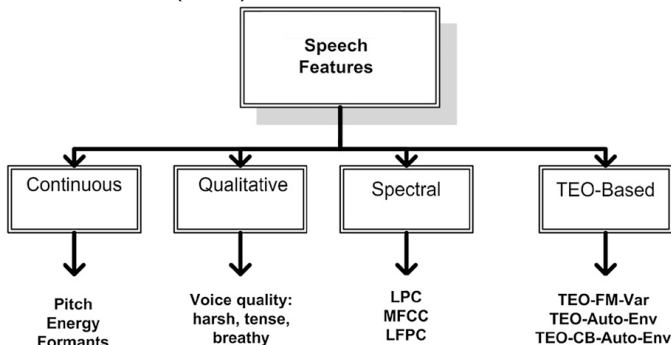 Speech
Features
Continuous
Qualitative
Spectral
TEO-Based
Pitch
Energy
Formants
Voice quality:
harsh, tense,
breathy
LPC
MFCC
LFPC
TEO-FM-Var
TEO-Auto-Env
TEO-CB-Auto-Env